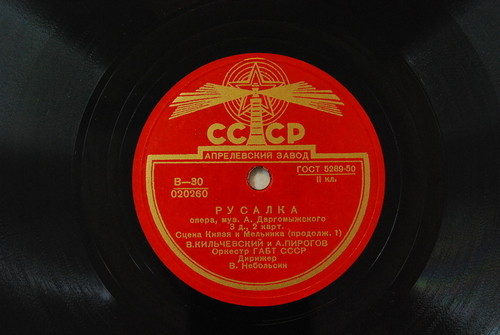 СССР
АПРЕЛЕВСКИЙ ЗАВОД
ГОСТ 5289-50
В—30
II кл.
020260
РУСАЛКА
опера, муз. А. Даргомыжского
3 д., 2 карт.
Сцена Князя и Мельника (продолж. 1)
В.КИЛЬЧЕВСКИЙ и А.ПИРОГОВ
Оркестр ГАБТ СССР
Дирижер
В. Небольсин